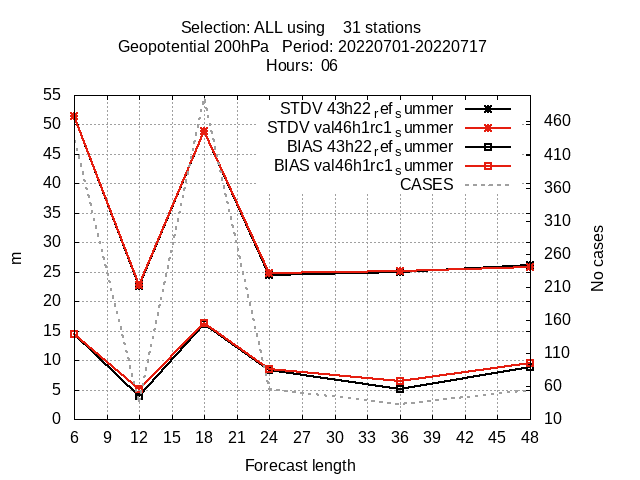 Selection: ALL using    31 stations
Geopotential 200hPa   Period: 20220701-20220717
Hours:  06
STDV 43h22_ref_summer
STDV val46h1rc1_summer
BIAS 43h22_ref_summer
BIAS val46h1rc1_summer
CASES
55
50
45
40
35
30
25
20
15
10
5
0
m
460
410
360
310
260
210
160
110
60
10
No cases
6 9 12 15 18 21 24 27 30 33 36 39 42 45 48
Forecast length